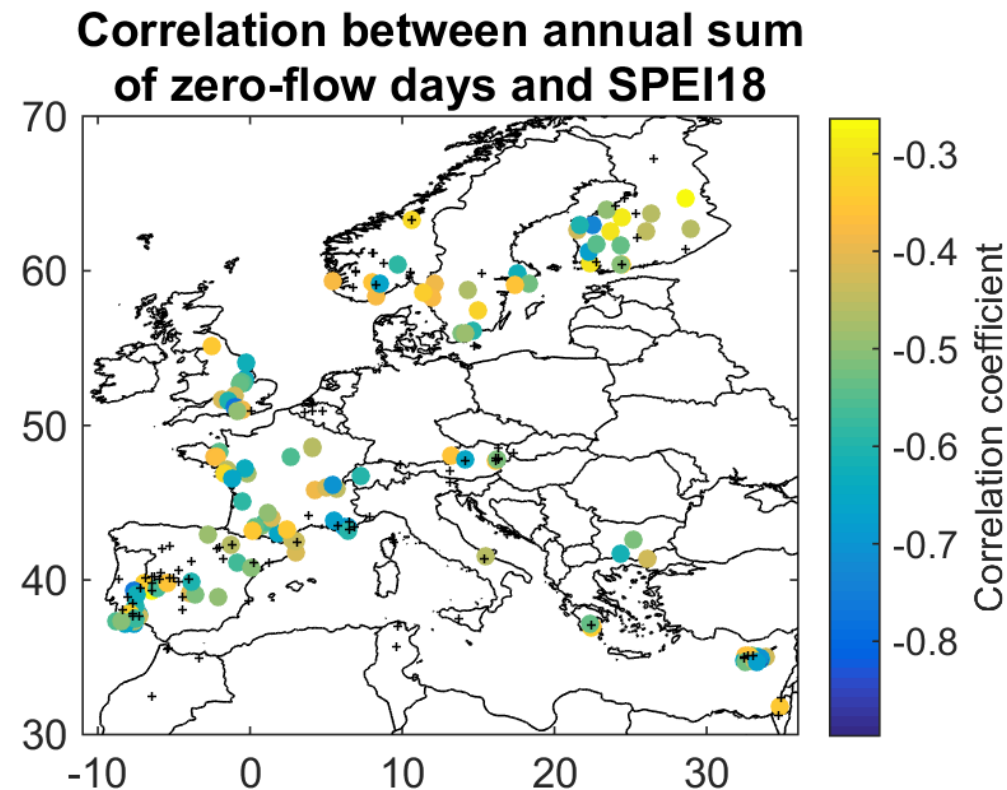 Correlation between annual sum
of zero-flow days and SPEI18
70
60
50
40
30
-10 0 10 20 30
-0.3
-0.4
-0.5
-0.6
-0.7
-0.8
Correlation coefficient